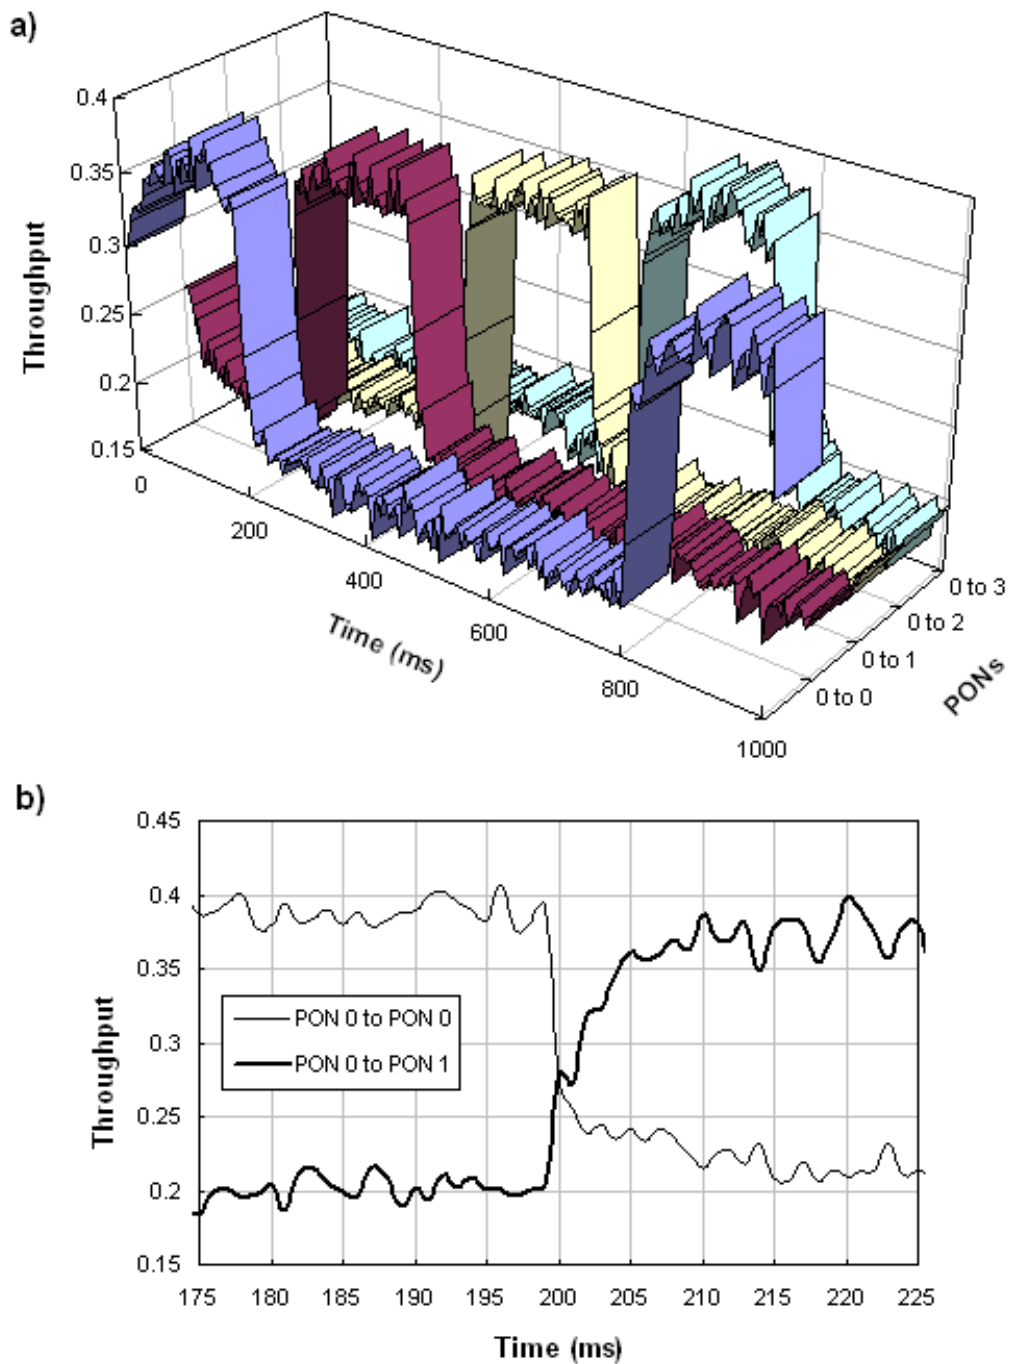 a)
0.4
0.35
0.3
0.25
0.2
0.15
Throughput
0
200
400
600
800
1000
Time (ms)
0 to 3
0 to 2
0 to 1
0 to 0
PONs
b)
0.45
0.4
0.35
0.3
0.25
0.2
0.15
Throughput
PON 0 to PON 0
PON 0 to PON 1
175 180 185 190 195 200 205 210 215 220 225
Time (ms)